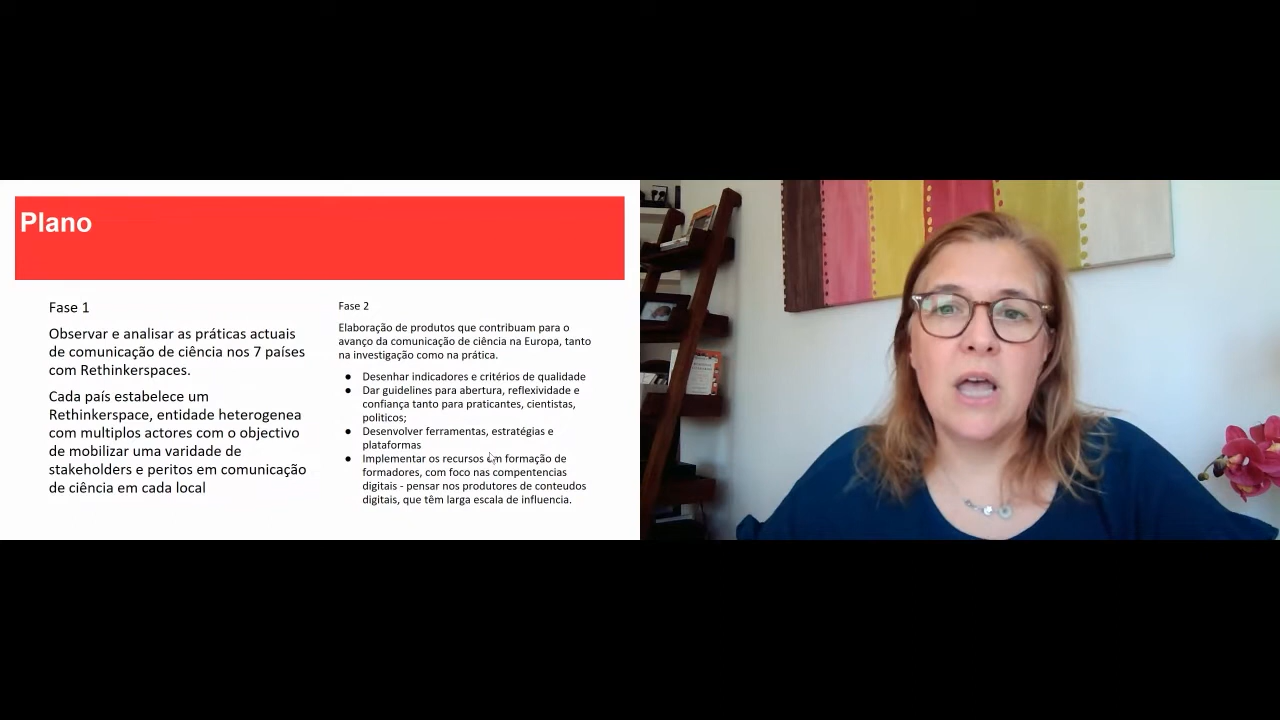 Plano
Fase 1
Observar e analisar as práticas actuais
de comunicação de ciência nos 7 países
com Rethinkerspaces.
Cada país estabelece um
Rethinkerspace, entidade heterogenea
com multiplos actores com o objectivo
de mobilizar uma varidade de
stakeholders e peritos em comunicação
de ciência em cada local
Fase 2
Elaboração de produtos que contribuam para o
avanço da comunicação de ciência na Europa, tanto
na investigação como na prática.
● Desenhar indicadores e critérios de qualidade
● Dar guidelines para abertura, reflexividade e
confiança tanto para praticantes, cientistas,
politicos;
● Desenvolver ferramentas, estratégias e
plataformas
● Implementar os recursos em formação de
formadores, com foco nas compentencias
digitais - pensar nos produtores de conteudos
digitais, que têm larga escala de influencia.